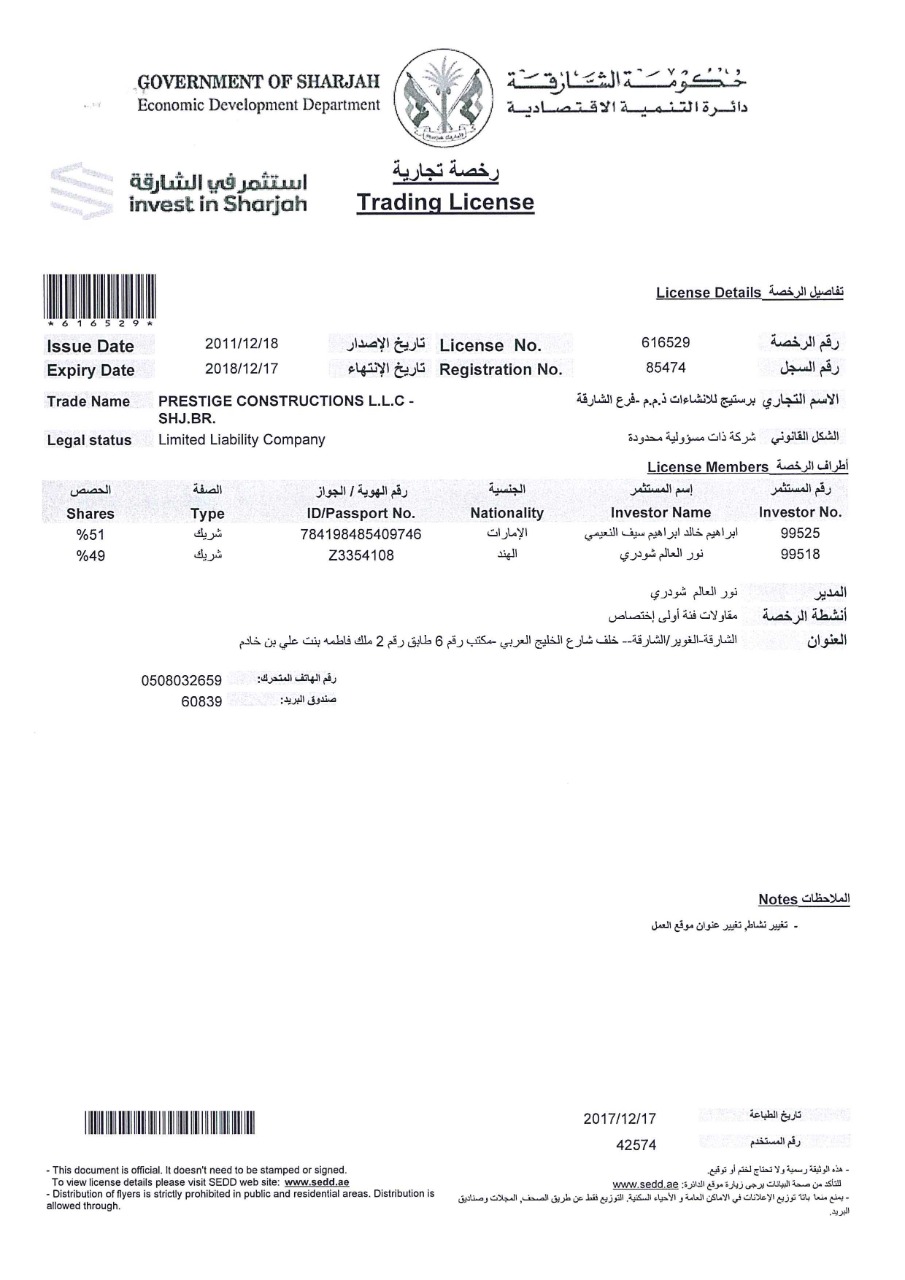 GOVERNMENT OF SHARJAH
Economic Development Department
حكومة الشارقة
دائرة التنمية الاقتصادية
استثمر في الشارقة
invest in Sharjah
رخصة تجارية
Trading License
*616529*
License Details تفاصيل الرخصة
Issue Date 2011/12/18 تاريخ الإصدار License No. 616529 رقم الرخصة
Expiry Date 2018/12/17 تاريخ الإنتهاء Registration No. 85474 رقم السجل
Trade Name PRESTIGE CONSTRUCTIONS L.L.C - الاسم التجاري برستيج للانشاءات ذ.م.م -فرع الشارقة
SHJ.BR.
Legal status Limited Liability Company الشكل القانوني شركة ذات مسؤولية محدودة
License Members أطراف الرخصة
الحصص الصفة رقم الهوية / الجواز الجنسية إسم المستثمر رقم المستثمر
Shares Type ID/Passport No. Nationality Investor Name Investor No.
%51 شريك 784198485409746 الإمارات ابراهيم خالد ابراهيم سيف النعيمي 99525
%49 شريك Z3354108 الهند نور العالم شودري 99518
المدير نور العالم شودري
أنشطة الرخصة مقاولات فئة أولى إختصاص
العنوان الشارقة-الغوير/الشارقة-- خلف شارع الخليج العربي -مكتب رقم 6 طابق رقم 2 ملك فاطمه بنت علي بن خادم
رقم الهاتف المتحرك: 0508032659
صندوق البريد: 60839
Notes الملاحظات
- تغيير نشاط, تغيير عنوان موقع العمل
تاريخ الطباعة 2017/12/17
رقم المستخدم 42574
- This document is official. It doesn't need to be stamped or signed.
To view license details please visit SEDD web site: www.sedd.ae
- Distribution of flyers is strictly prohibited in public and residential areas. Distribution is
allowed through.
- هذه الوثيقة رسمية ولا تحتاج لختم أو توقيع.
للتأكد من صحة البيانات يرجى زيارة موقع الدائرة: www.sedd.ae
- يمنع منعا باتا توزيع الإعلانات في الاماكن العامة و الأحياء السكنية. التوزيع فقط عن طريق الصحف, المجلات وصناديق
البريد.